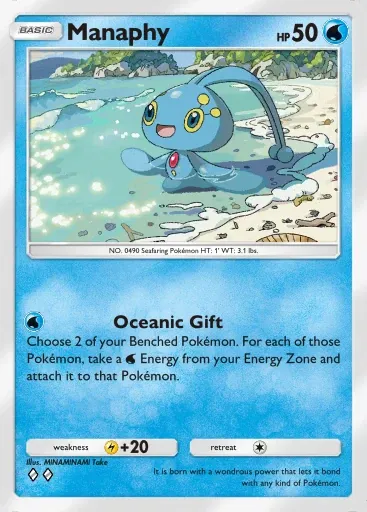 BASIC Manaphy HP 50
NO. 0490 Seafaring Pokémon HT: 1' WT: 3.1 lbs.
Oceanic Gift
Choose 2 of your Benched Pokémon. For each of those
Pokémon, take a Energy from your Energy Zone and
attach it to that Pokémon.
weakness +20 retreat
Illus. MINAMINAMI Take
It is born with a wondrous power that lets it bond
with any kind of Pokémon.